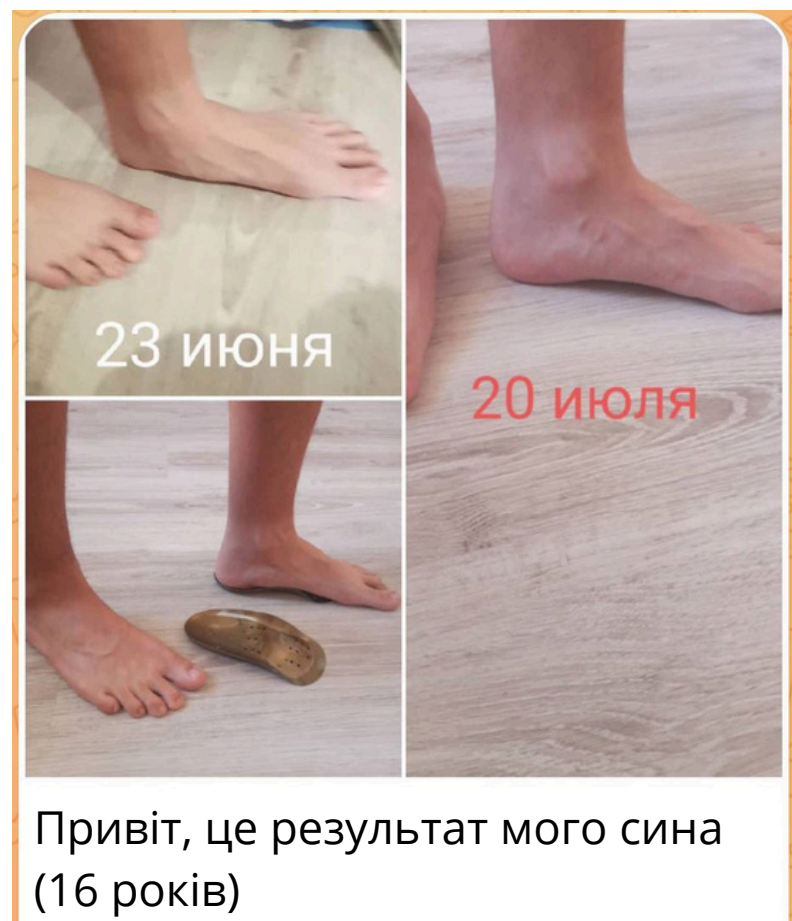 23 июня
20 июля
Привіт, це результат мого сина
(16 років)